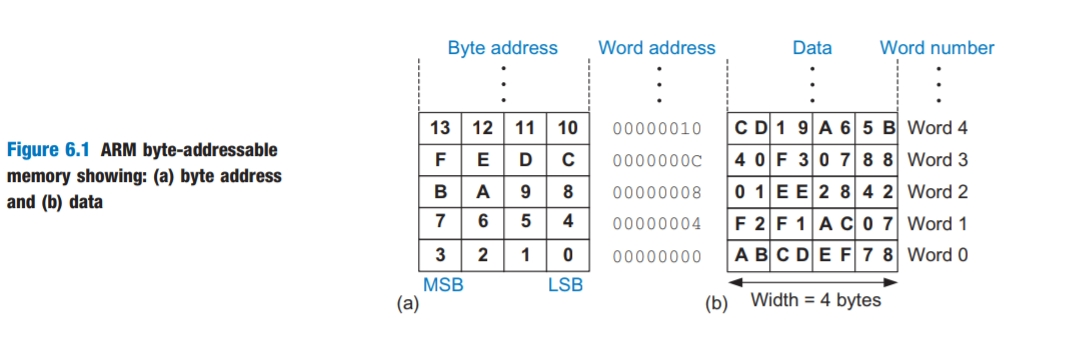 Figure 6.1 ARM byte-addressable
memory showing: (a) byte address
and (b) data
Byte address Word address Data Word number
13 12 11 10 00000010 C D 1 9 A 6 5 B Word 4
F E D C 0000000C 4 0 F 3 0 7 8 8 Word 3
B A 9 8 00000008 0 1 E E 2 8 4 2 Word 2
7 6 5 4 00000004 F 2 F 1 A C 0 7 Word 1
3 2 1 0 00000000 A B C D E F 7 8 Word 0
MSB LSB
(a) (b) Width = 4 bytes